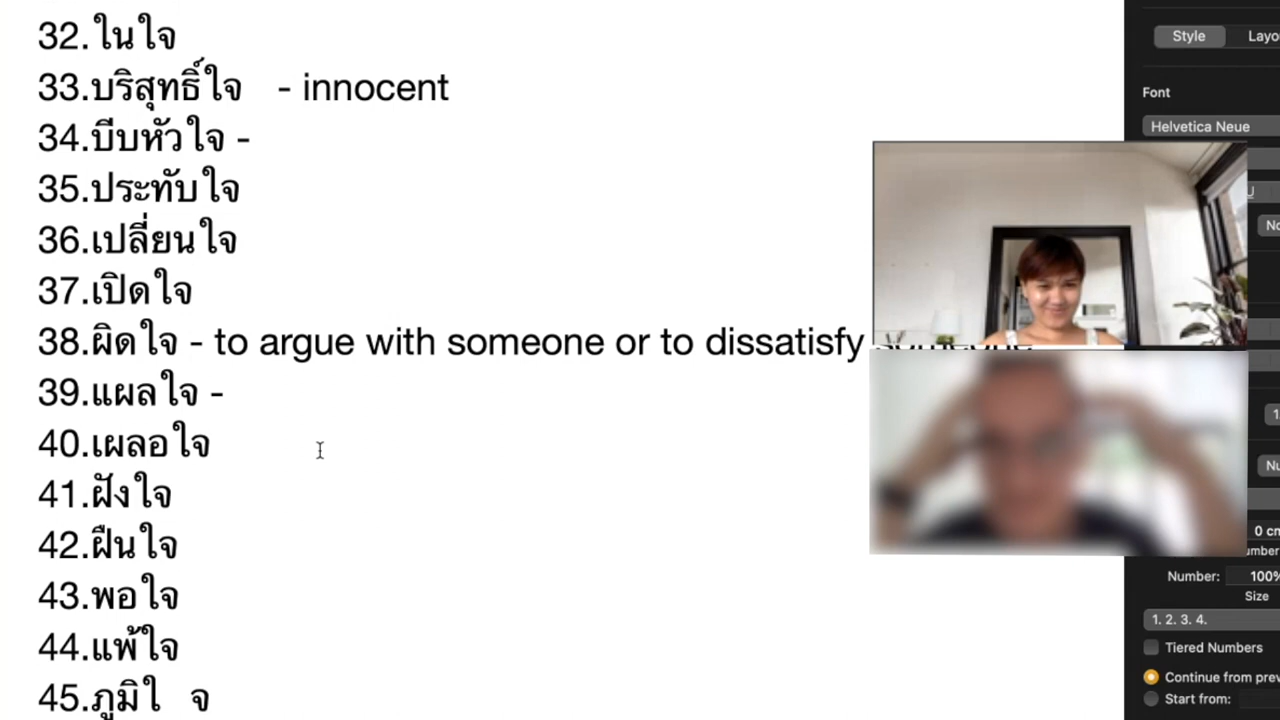 32.ในใจ
33.บริสุทธิ์ใจ - innocent
34.บีบหัวใจ -
35.ประทับใจ
36.เปลี่ยนใจ
37.เปิดใจ
38.ผิดใจ - to argue with someone or to dissatisfy
39.แผลใจ -
40.เผลอใจ
41.ฝังใจ
42.ฝืนใจ
43.พอใจ
44.แพ้ใจ
45.ภูมิใ จ
Style
Font
Helvetica Neue
U
0
Number: 100%
Size
1. 2. 3. 4.
Tiered Numbers
Continue from
Start from: